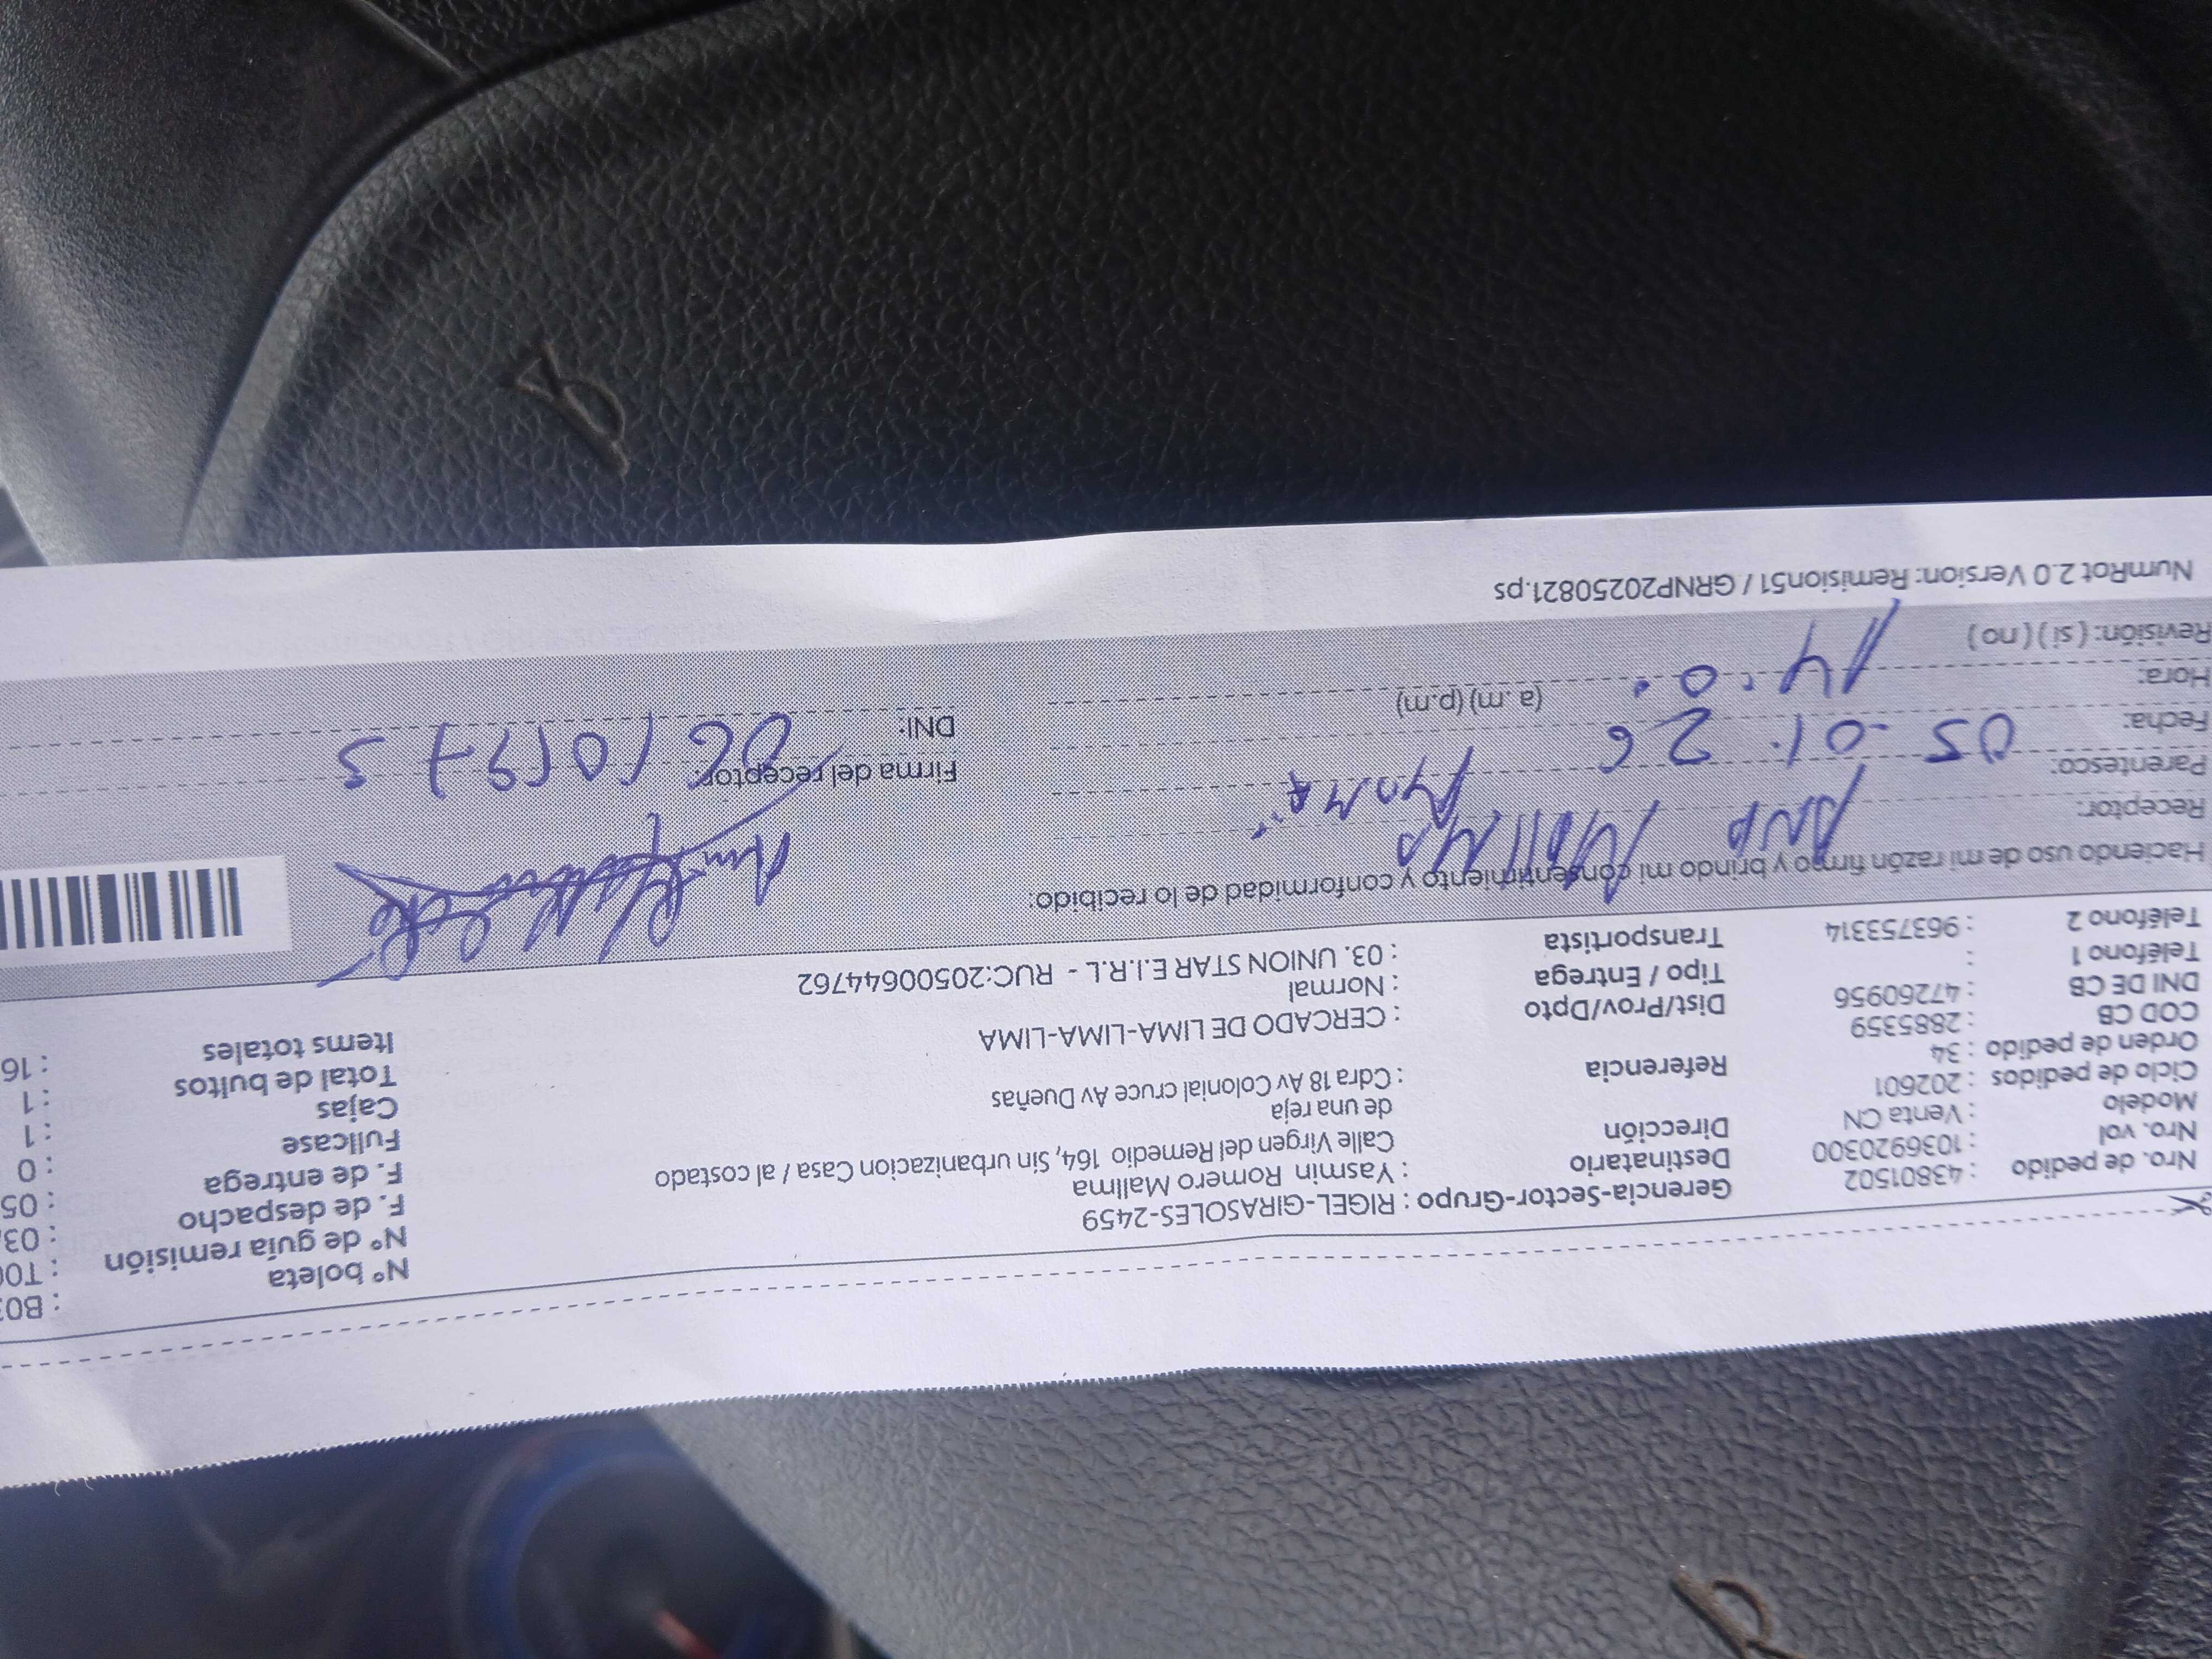 Nro. de pedido : 43801502
Nro. vol : 1036920300
Modelo : Venta CN
Ciclo de pedidos : 202601
Orden de pedido : 34
COD CB : 2885359
DNI DE CB : 47260956
Teléfono 1 :
Teléfono 2 : 963753314
Gerencia-Sector-Grupo : RIGEL-GIRASOLES-2459
Destinatario : Yasmin Romero Mallma
Dirección Calle Virgen del Remedio 164, Sin urbanizacion Casa / al costado
de una reja
Referencia : Cdra 18 Av Colonial cruce Av Dueñas
Dist/Prov/Dpto : CERCADO DE LIMA-LIMA-LIMA
Tipo / Entrega : Normal
Transportista : 03. UNION STAR E.I.R.L - RUC:20500644762
N° boleta : B03
N° de guía remisión : T00
F. de despacho : 03
F. de entrega : 05
Fullcase : 0
Cajas : 1
Total de bultos : 1
Items totales : 16
Haciendo uso de mi razón firmo y brindo mi consentimiento y conformidad de lo recibido:
Receptor:
Parentesco:
Fecha: 05-01-26
Hora: 14:0 (a. m) (p.m)
Revisión: ( si ) ( no )
Firma del receptor:
DNI:
NumRot 2.0 Version: Remision51 / GRNP20250821.ps